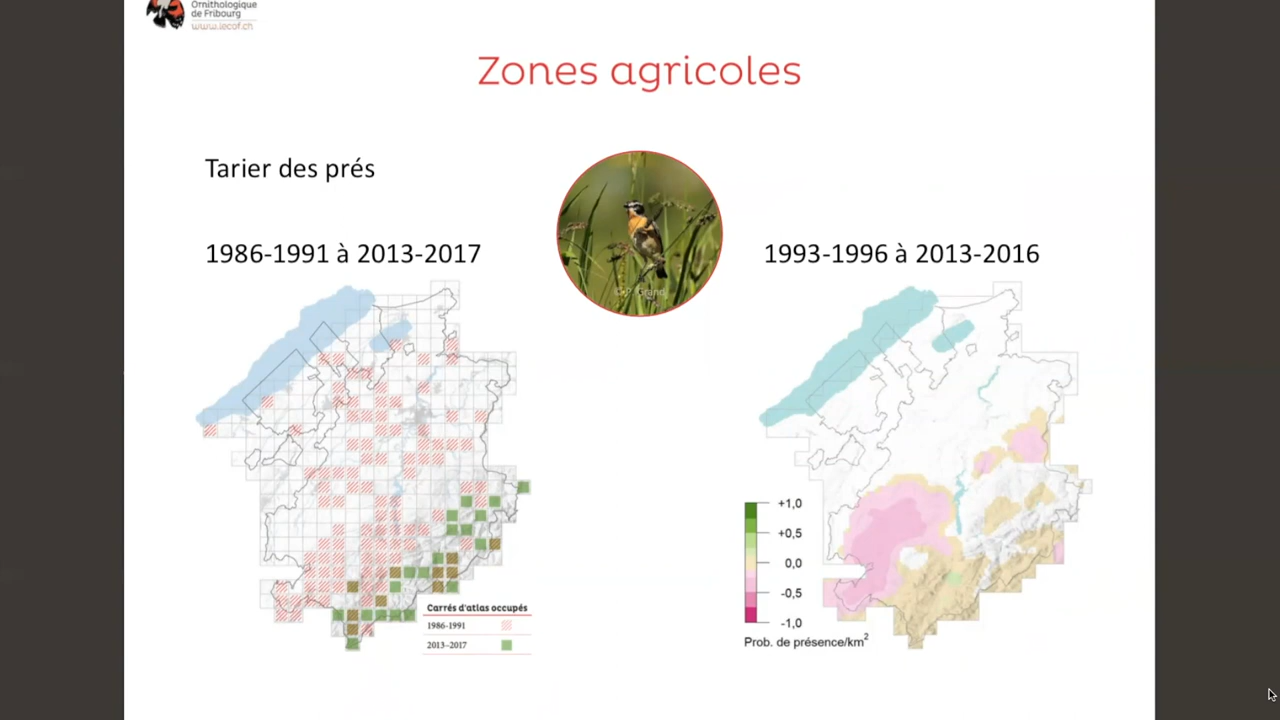 Ornithologique
de Fribourg
www.locof.ch
Zones agricoles
Tarier des prés
1986-1991 à 2013-2017
1993-1996 à 2013-2016
+1,0
+0,5
0,0
-0,5
-1,0
Prob. de présence/km²
Carrés d'atlas occupés
1986-1991
2013-2017